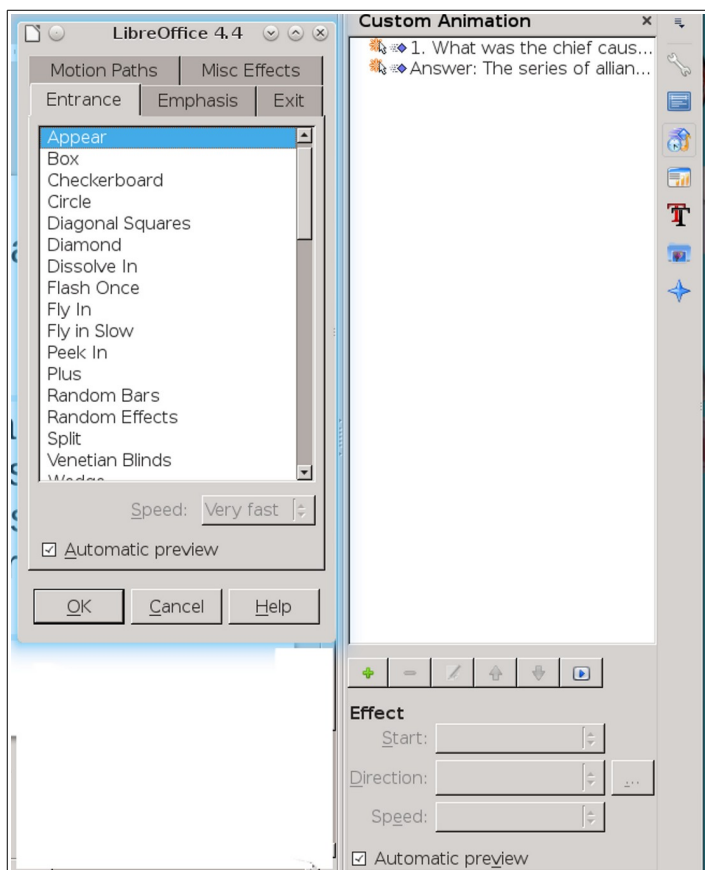 LibreOffice 4.4
Motion Paths
Misc Effects
Entrance
Emphasis
Exit
Appear
Box
Checkerboard
Circle
Diagonal Squares
Diamond
Dissolve In
Flash Once
Fly In
Fly in Slow
Peek In
Plus
Random Bars
Random Effects
Split
Venetian Blinds
Wedge
Speed: Very fast
Automatic preview
OK
Cancel
Help
Custom Animation
1. What was the chief caus...
Answer: The series of allian...
Effect
Start:
Direction:
...
Speed:
Automatic preview